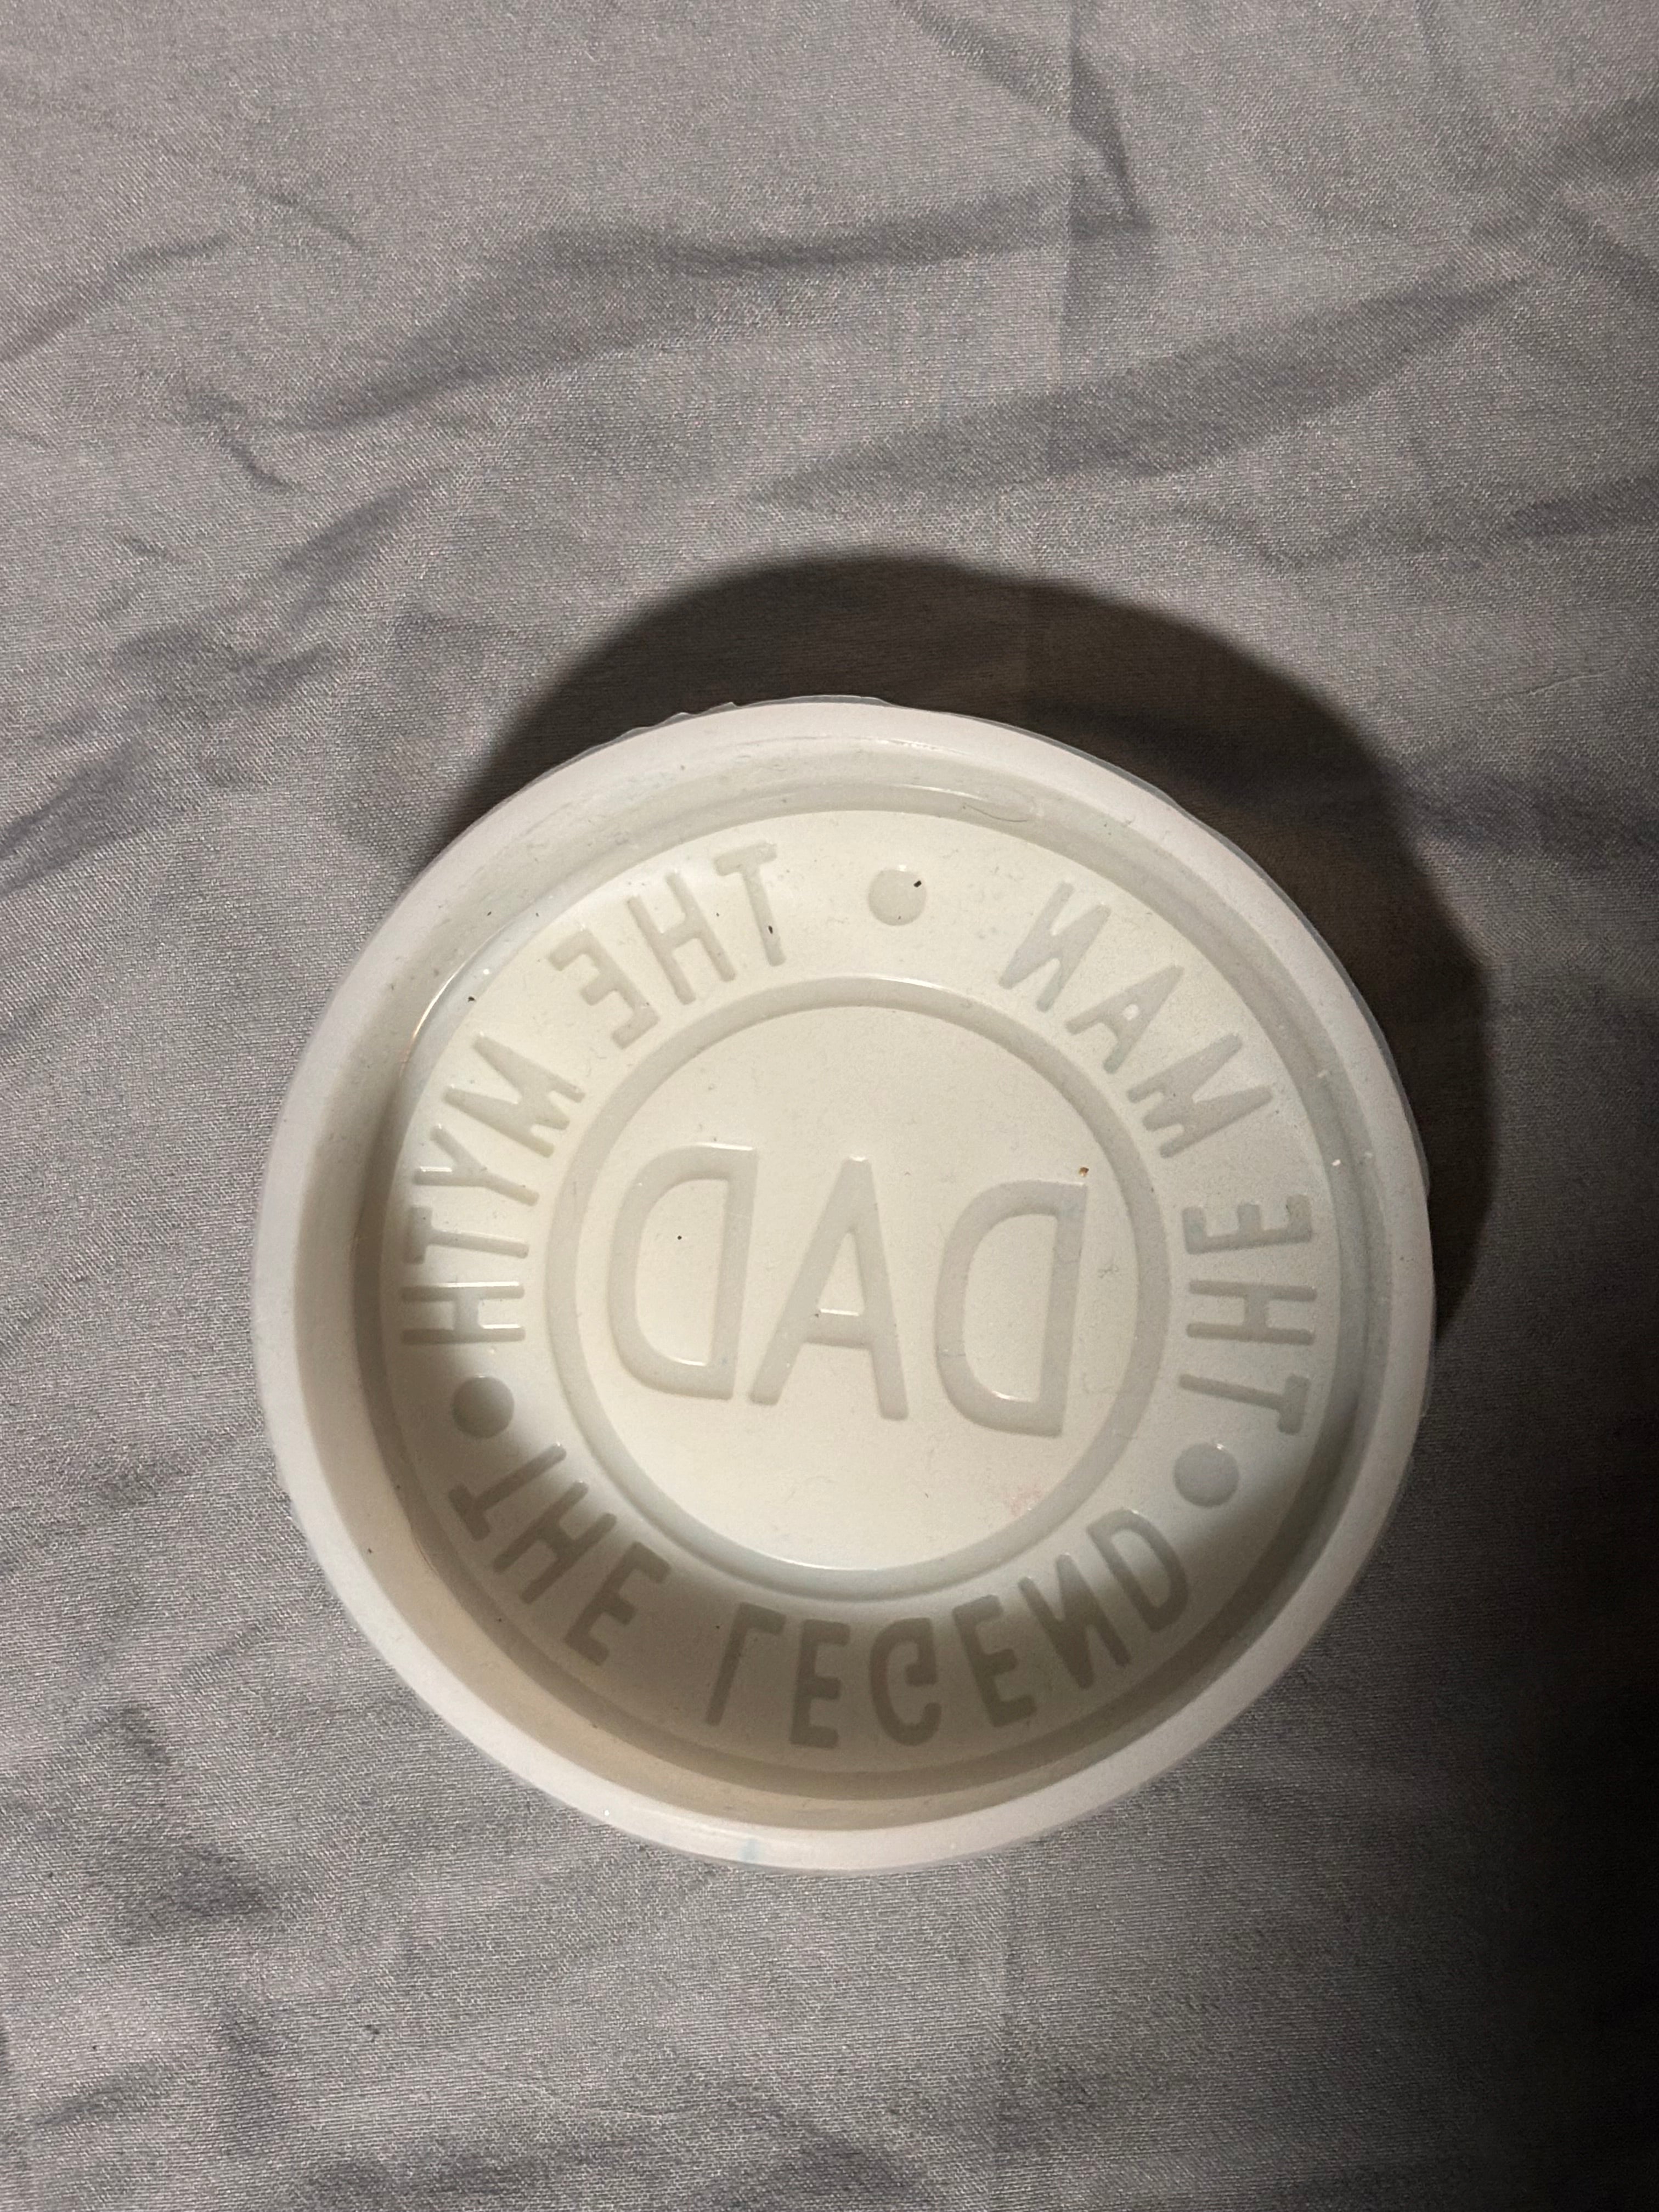 DAD
THE MAN • THE MYTH • THE LEGEND •